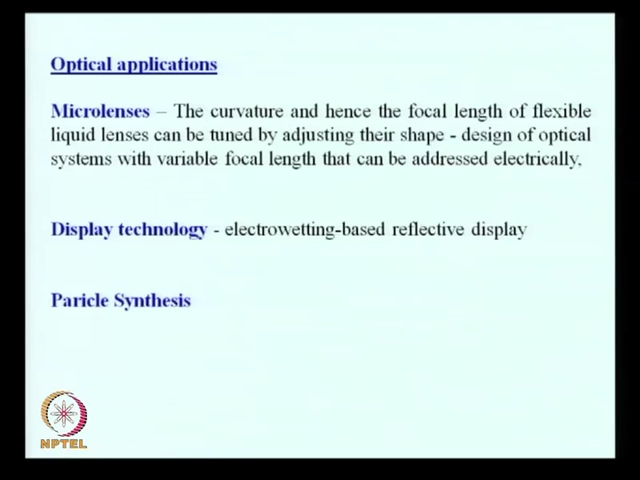 Optical applications
Microlenses – The curvature and hence the focal length of flexible
liquid lenses can be tuned by adjusting their shape - design of optical
systems with variable focal length that can be addressed electrically,
Display technology - electrowetting-based reflective display
Paricle Synthesis
NPTEL